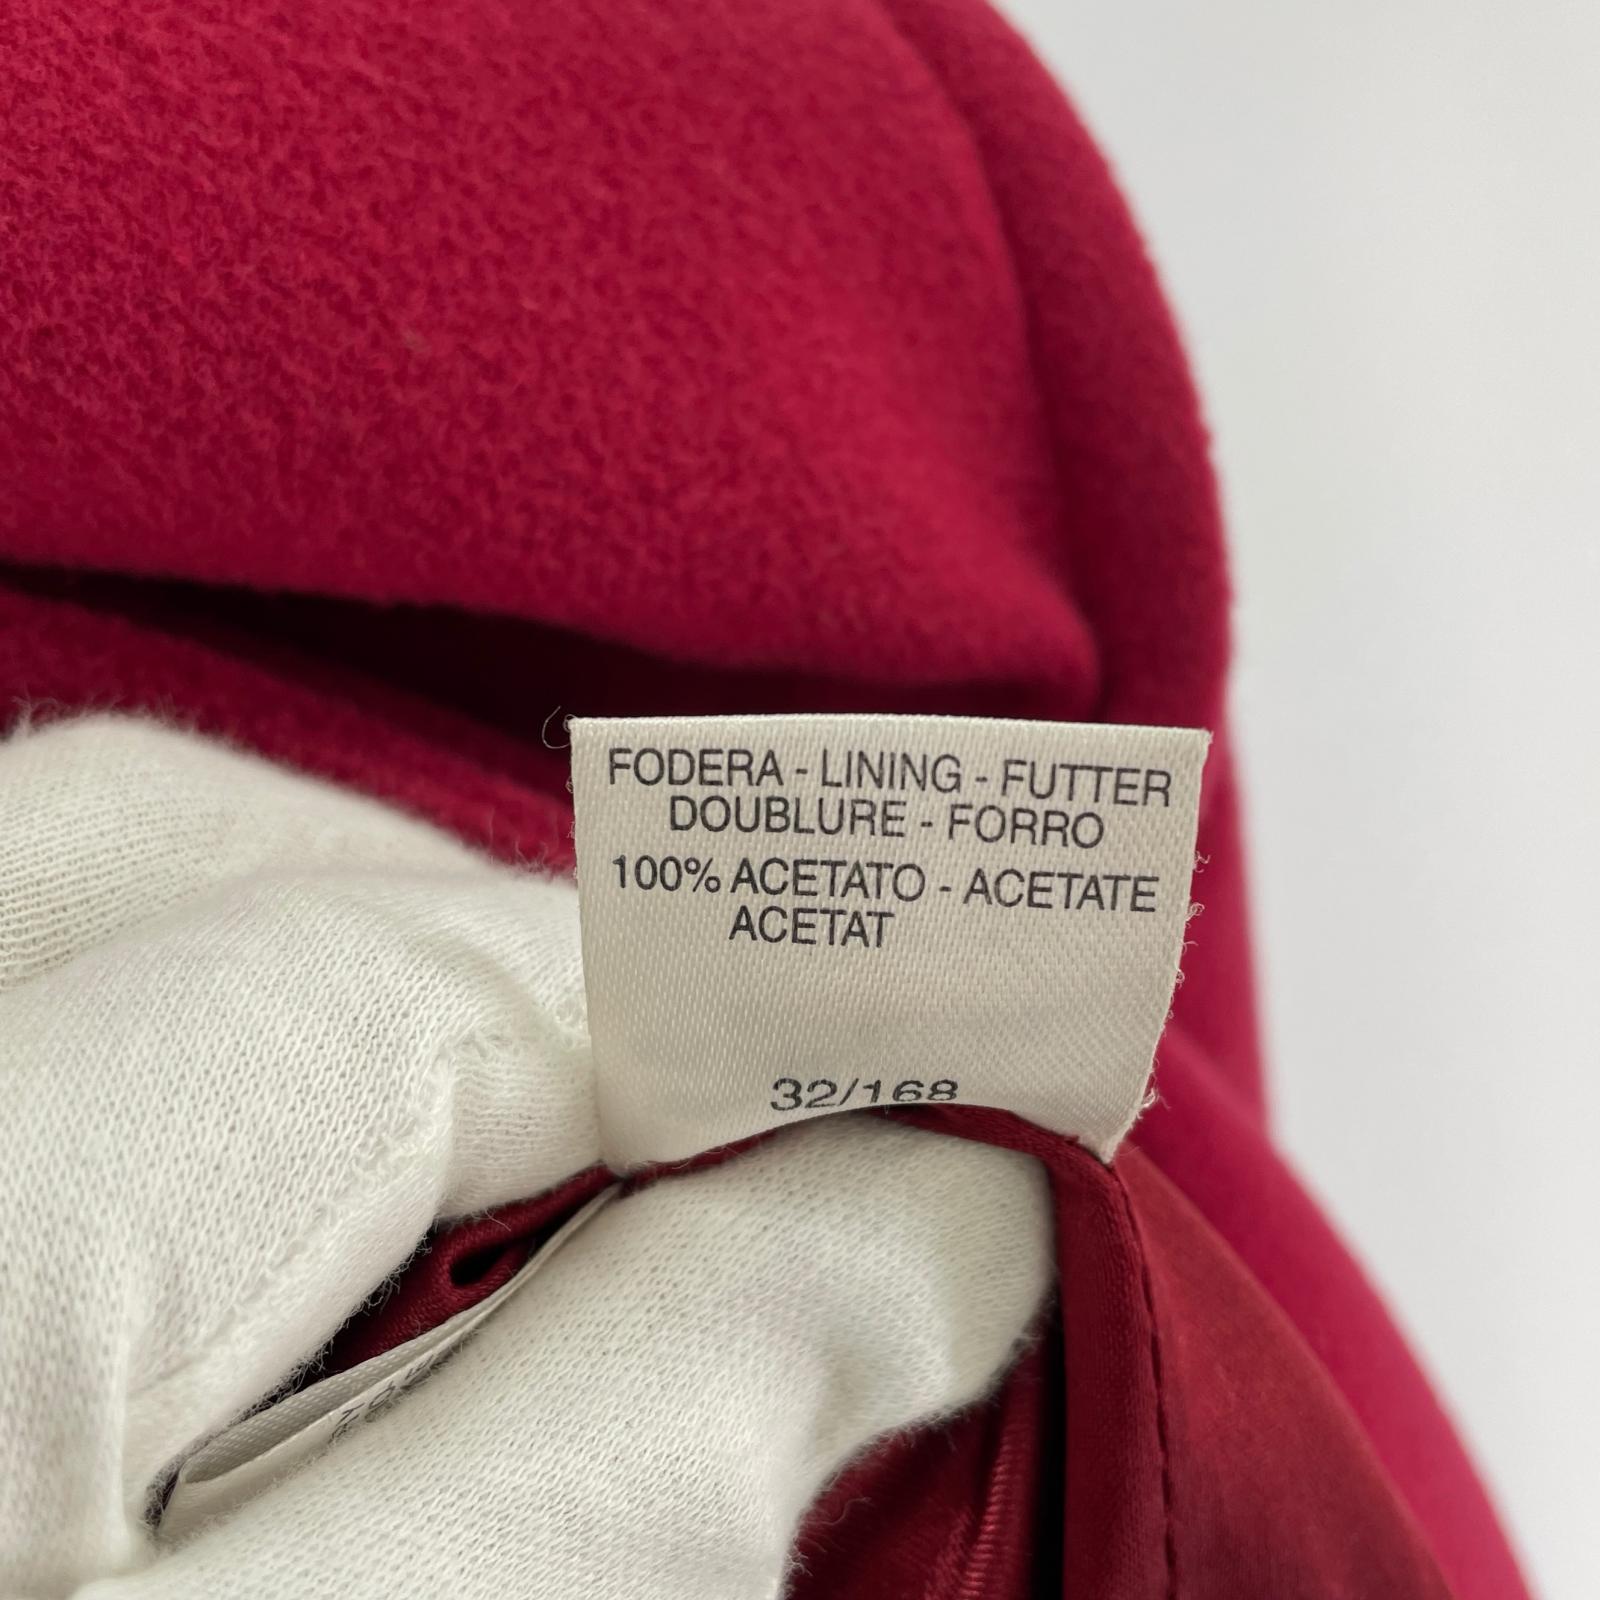 FODERA - LINING - FUTTER
DOUBLURE - FORRO
100% ACETATO - ACETATE
ACETAT
32/168